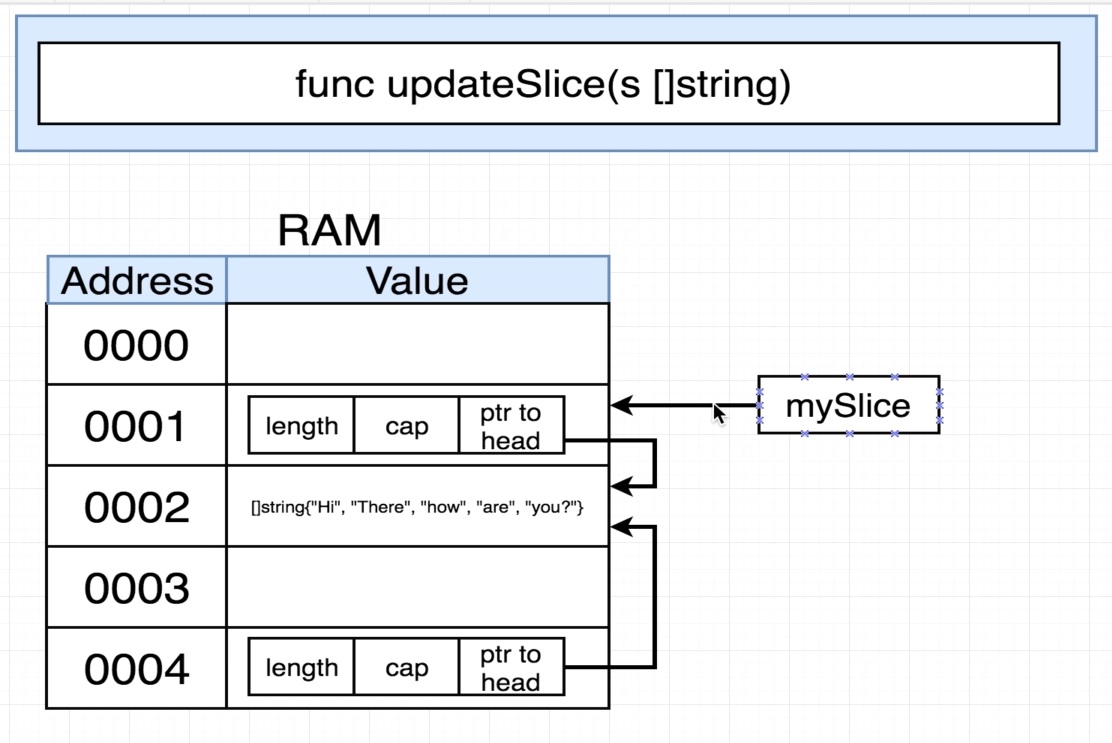 func updateSlice(s []string)
RAM
Address Value
0000
0001 length cap ptr to head
mySlice
0002 []string{"Hi", "There", "how", "are", "you?"}
0003
0004 length cap ptr to head